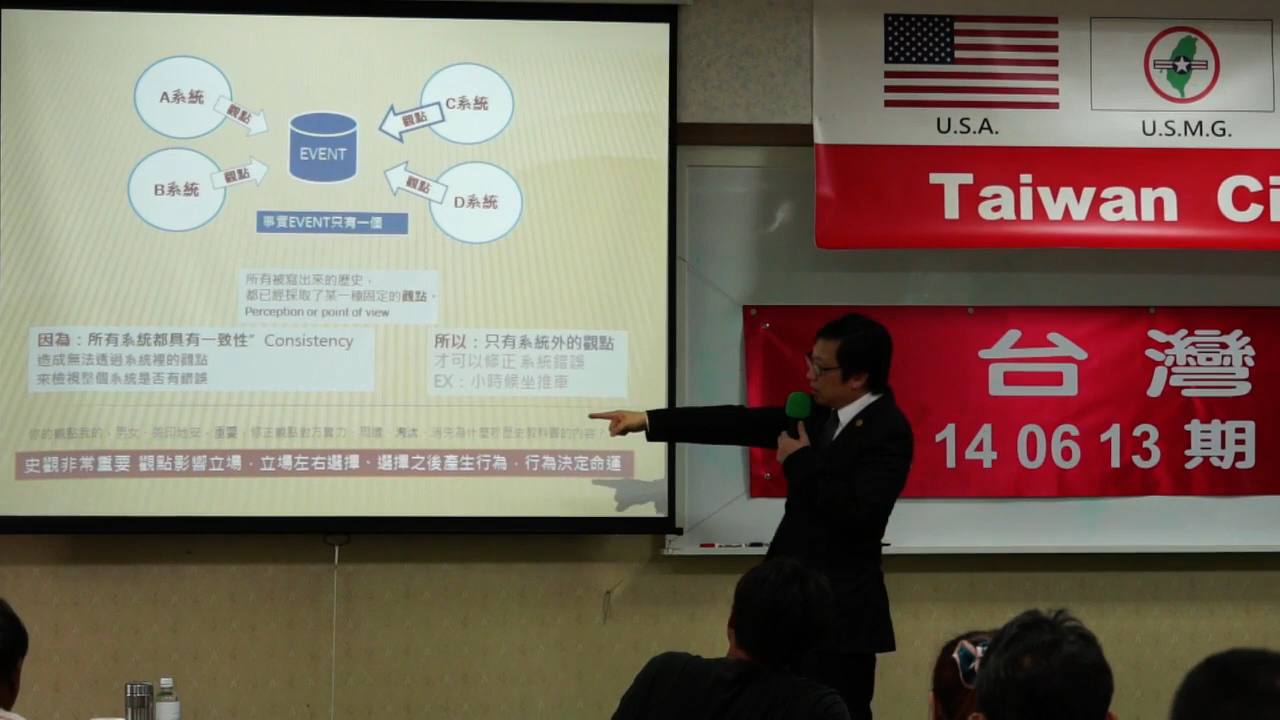 A系統
觀點
EVENT
觀點
C系統
B系統
觀點
觀點
D系統
事實EVENT只有一個
所有被寫出來的歷史，
都已經採取了某一種固定的觀點。
Perception or point of view
因為：所有系統都具有一致性" Consistency
造成無法透過系統裡的觀點
來檢視整個系統是否有錯誤
所以：只有系統外的觀點
才可以修正系統錯誤
EX：小時候坐推車
史觀非常重要 觀點影響立場，立場左右選擇、選擇之後產生行為，行為決定命運
U.S.A.
U.S.M.G.
Taiwan Ci
台灣
14 06 13 期